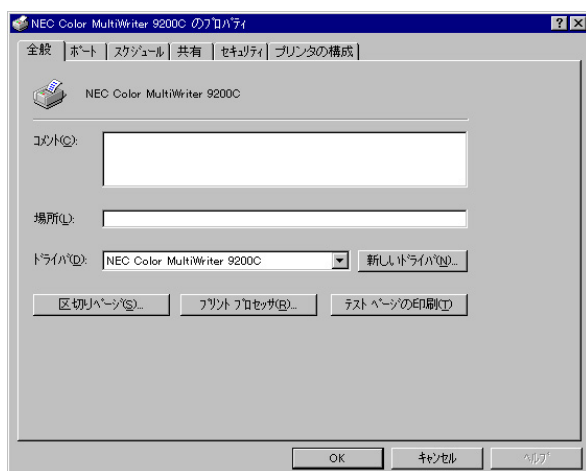 NEC Color MultiWriter 9200C のﾌﾟﾛﾊﾟﾃｨ
全般 ﾎﾟｰﾄ ｽｹｼﾞｭｰﾙ 共有 ｾｷｭﾘﾃｨ プリンタの構成
NEC Color MultiWriter 9200C
ｺﾒﾝﾄ(C):
場所(L):
ﾄﾞﾗｲﾊﾞ(D): NEC Color MultiWriter 9200C 新しいﾄﾞﾗｲﾊﾞ(N)...
区切りﾍﾟｰｼﾞ(S)... ﾌﾟﾘﾝﾄ ﾌﾟﾛｾｯｻ(R)... ﾃｽﾄ ﾍﾟｰｼﾞの印刷(T)
OK ｷｬﾝｾﾙ ﾍﾙﾌﾟ